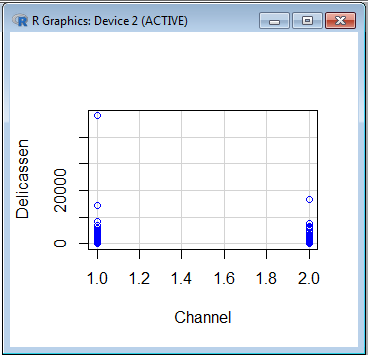 R Graphics: Device 2 (ACTIVE)
Delicassen
20000
0
1.0 1.2 1.4 1.6 1.8 2.0
Channel